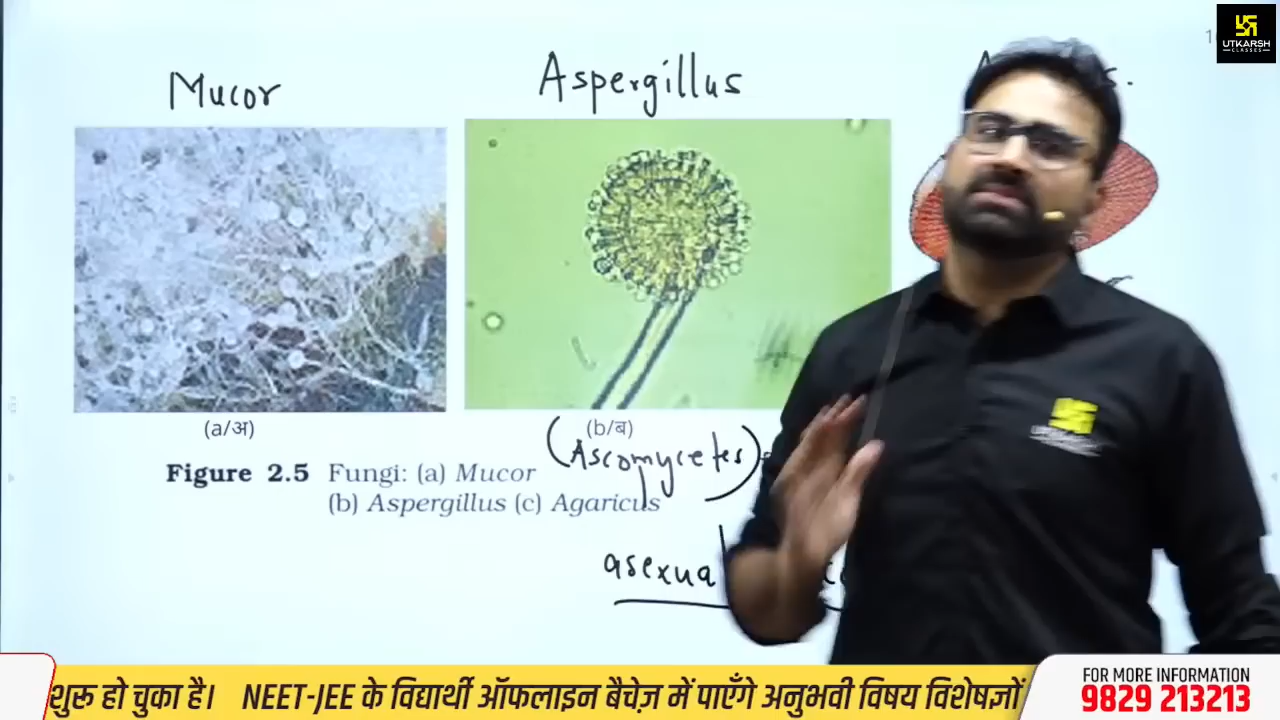 UTKARSH
CLASSES
Mucor
Aspergillus
(a/अ)
(b/ब)
(Ascomycetes)
Figure 2.5 Fungi: (a) Mucor
(b) Aspergillus (c) Agaricus
asexua
शुरू हो चुका है। NEET-JEE के विद्यार्थी ऑफलाइन बैचेज़ में पाएँगे अनुभवी विषय विशेषज्ञों
FOR MORE INFORMATION
9829 213213